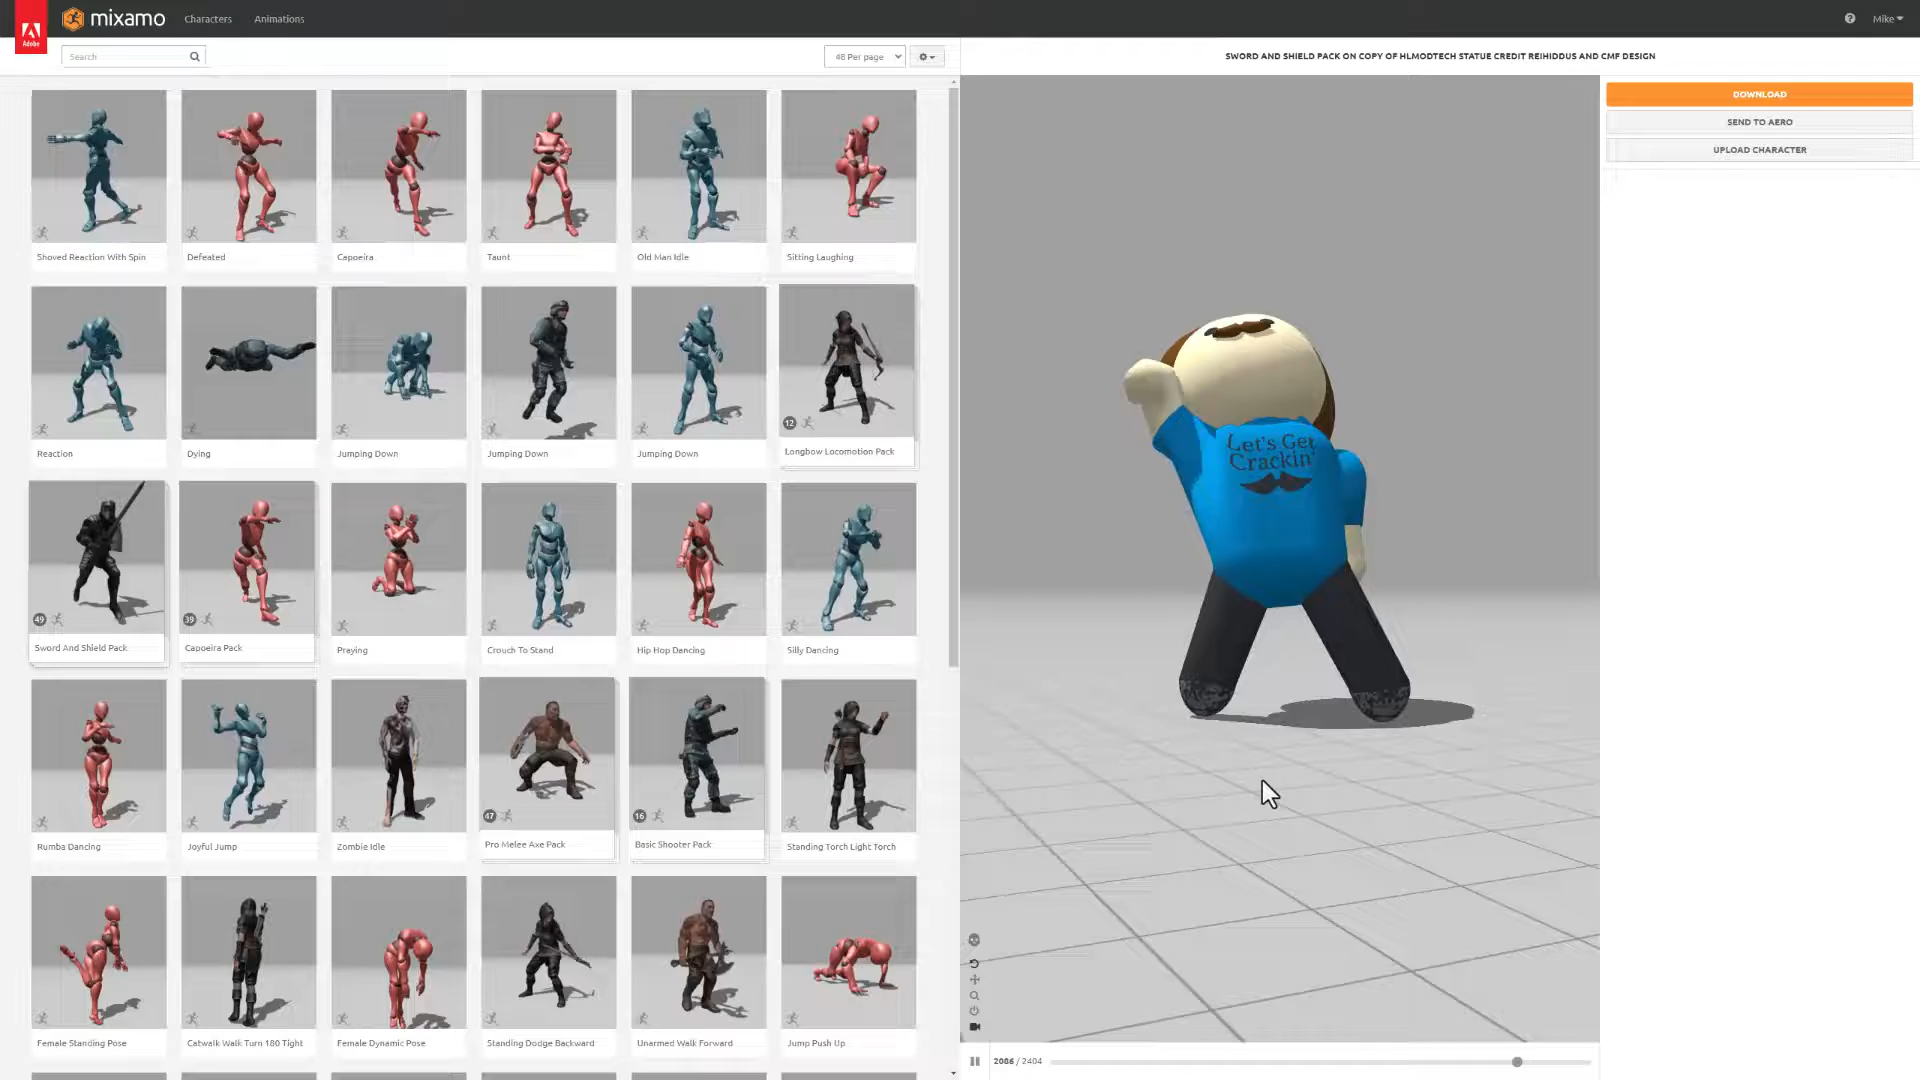 Adobe
mixamo
Characters
Animations
Mike
Search
48 Per page
SWORD AND SHIELD PACK ON COPY OF HLMODTECH STATUE CREDIT REIHIDDUS AND CMF DESIGN
DOWNLOAD
SEND TO AERO
UPLOAD CHARACTER
Shoved Reaction With Spin
Defeated
Capoeira
Taunt
Old Man Idle
Sitting Laughing
12
Reaction
Dying
Jumping Down
Jumping Down
Jumping Down
Longbow Locomotion Pack
49
39
Sword And Shield Pack
Capoeira Pack
Praying
Crouch To Stand
Hip Hop Dancing
Silly Dancing
47
16
Rumba Dancing
Joyful Jump
Zombie Idle
Pro Melee Axe Pack
Basic Shooter Pack
Standing Torch Light Torch
Female Standing Pose
Catwalk Walk Turn 180 Tight
Female Dynamic Pose
Standing Dodge Backward
Unarmed Walk Forward
Jump Push Up
Let's Get
Crackin'
2086 / 2404